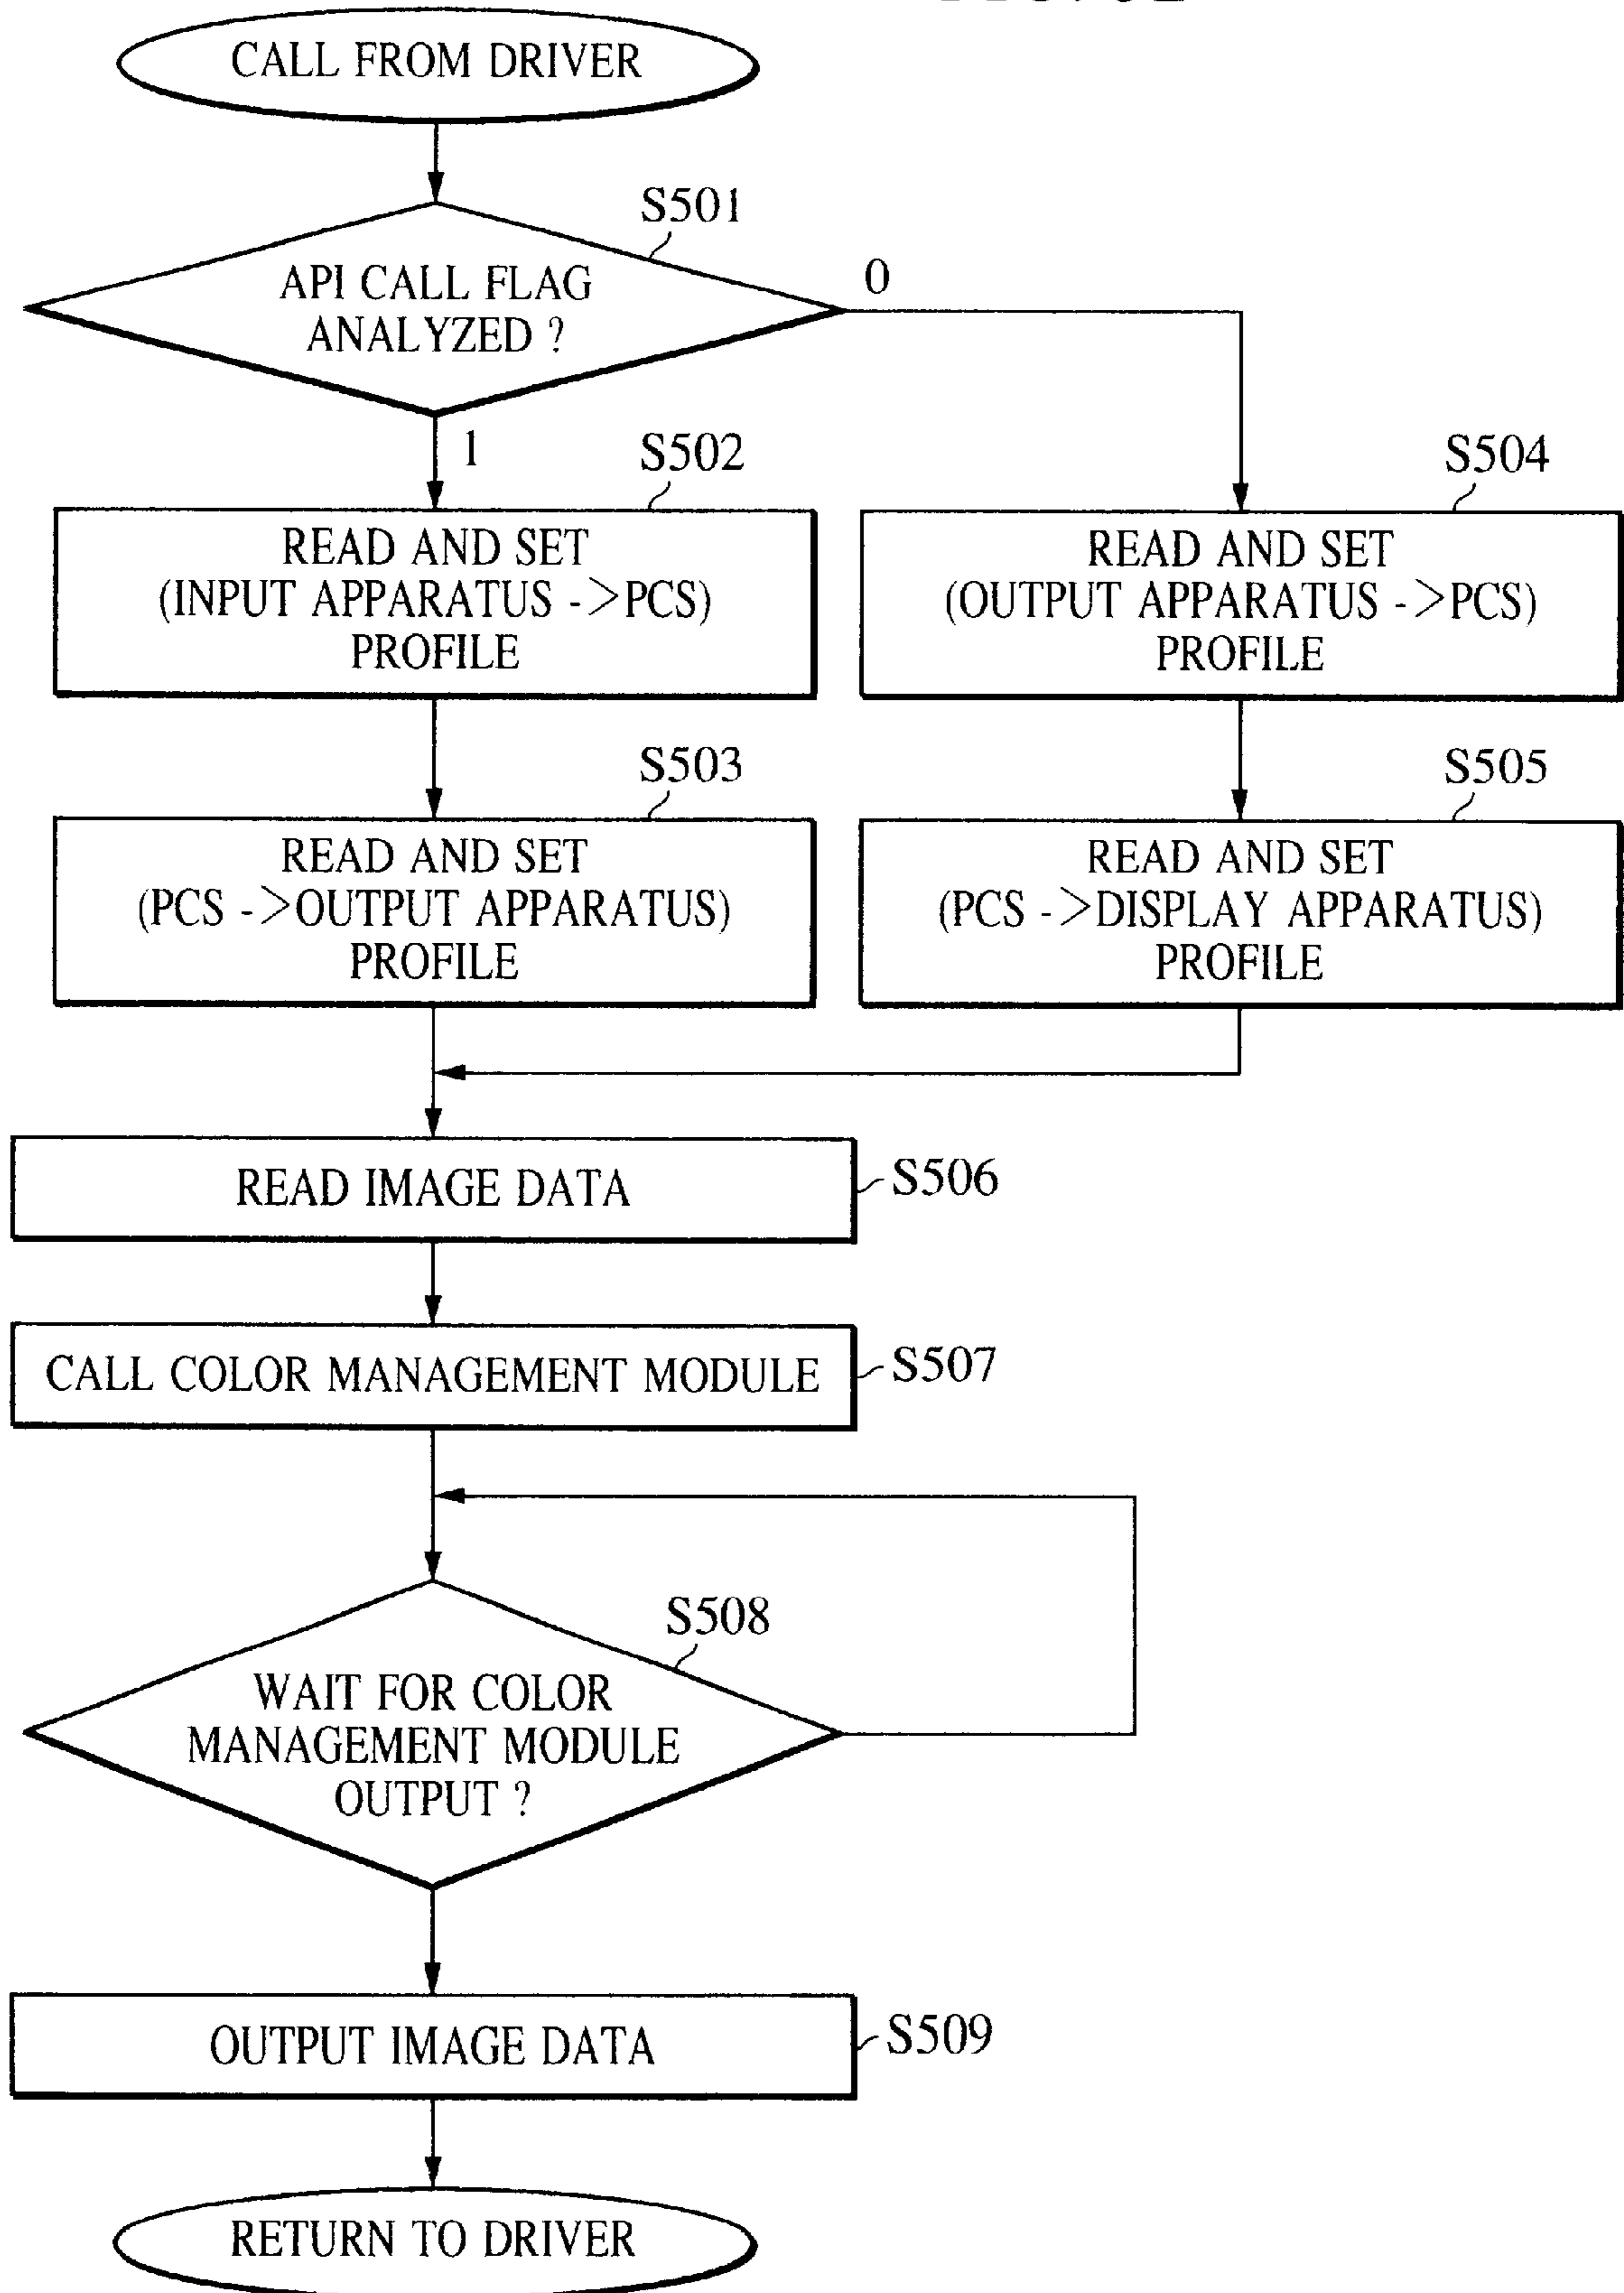 CALL FROM DRIVER
S501
API CALL FLAG
ANALYZED ?
0
1
S502
READ AND SET
(INPUT APPARATUS ->PCS)
PROFILE
S504
READ AND SET
(OUTPUT APPARATUS ->PCS)
PROFILE
S503
READ AND SET
(PCS ->OUTPUT APPARATUS)
PROFILE
S505
READ AND SET
(PCS ->DISPLAY APPARATUS)
PROFILE
READ IMAGE DATA
S506
CALL COLOR MANAGEMENT MODULE
S507
S508
WAIT FOR COLOR
MANAGEMENT MODULE
OUTPUT ?
OUTPUT IMAGE DATA
S509
RETURN TO DRIVER